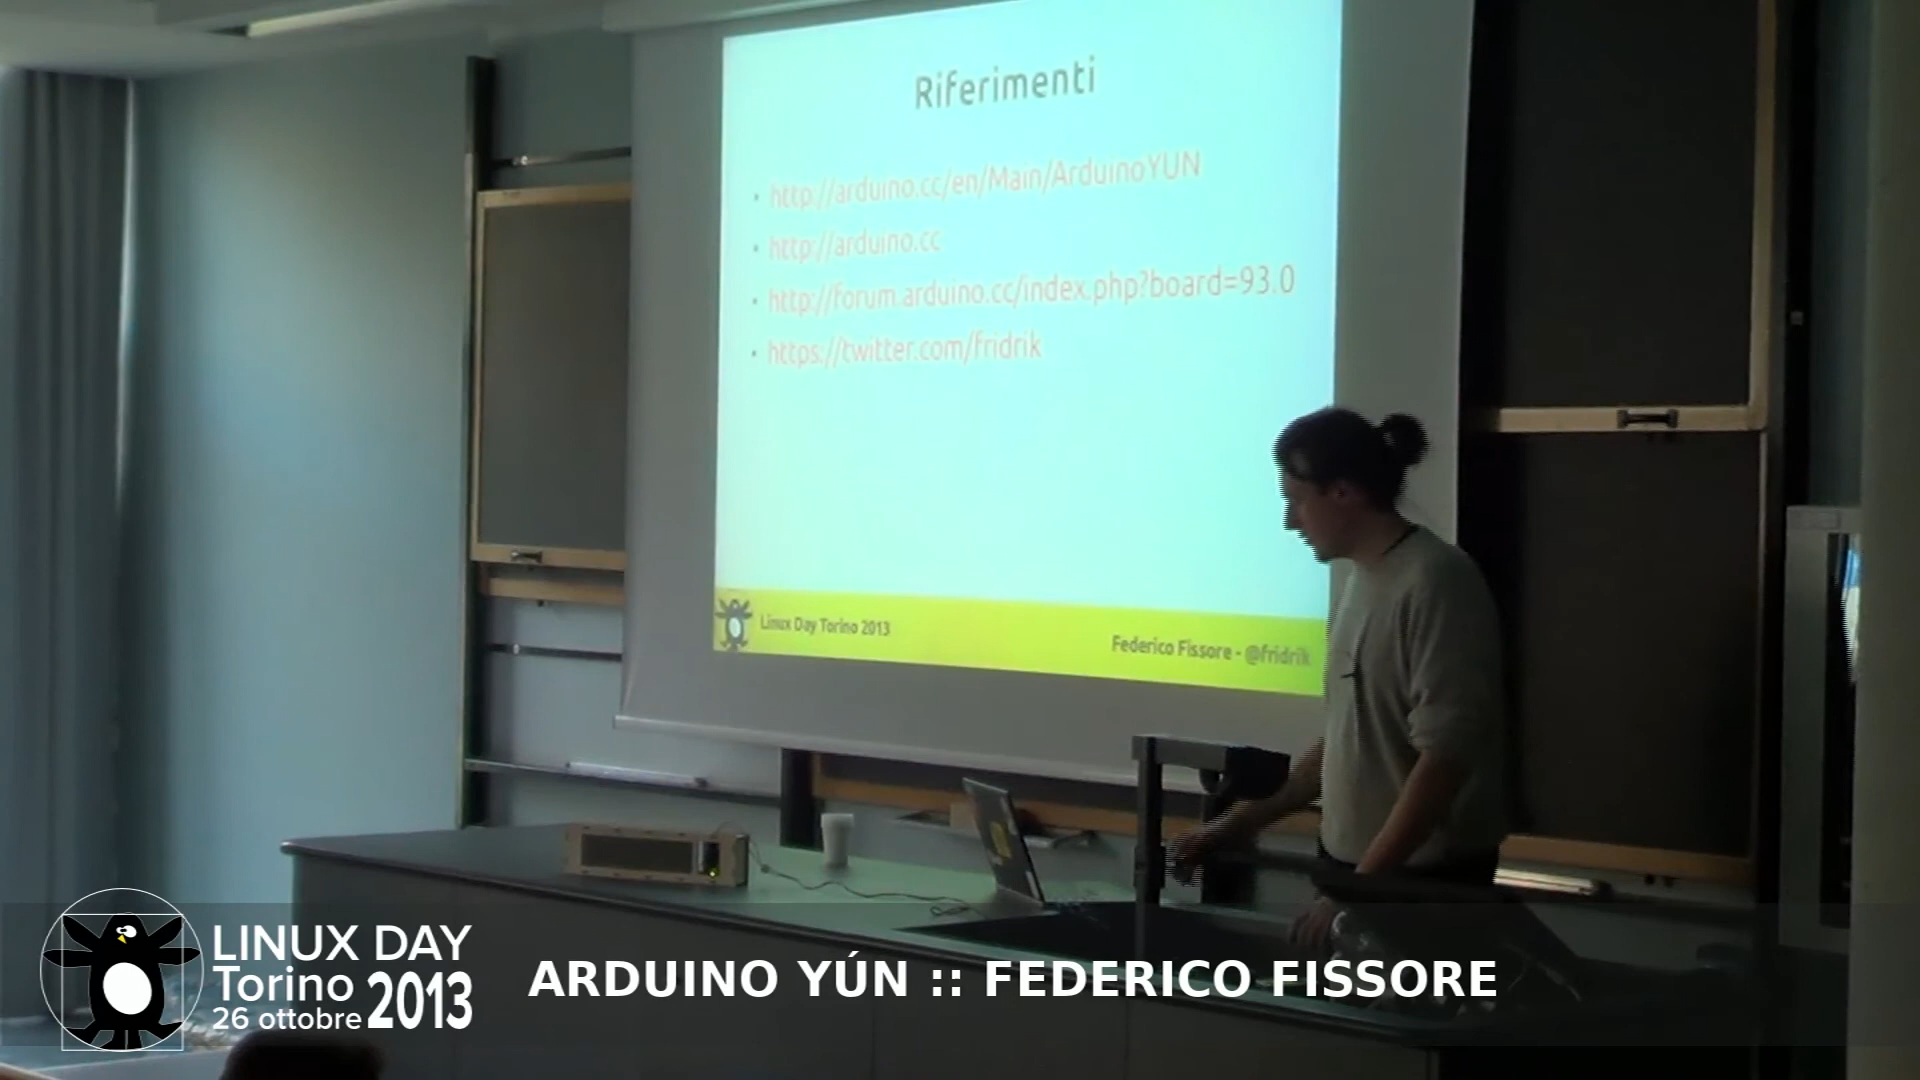 Riferimenti
http://arduino.cc/en/Main/ArduinoYUN
http://arduino.cc
http://forum.arduino.cc/index.php?board=93.0
https://twitter.com/fridrik
Linux Day Torino 2013
Federico Fissore - @fridrik
LINUX DAY
Torino
26 ottobre 2013
ARDUINO YÚN :: FEDERICO FISSORE